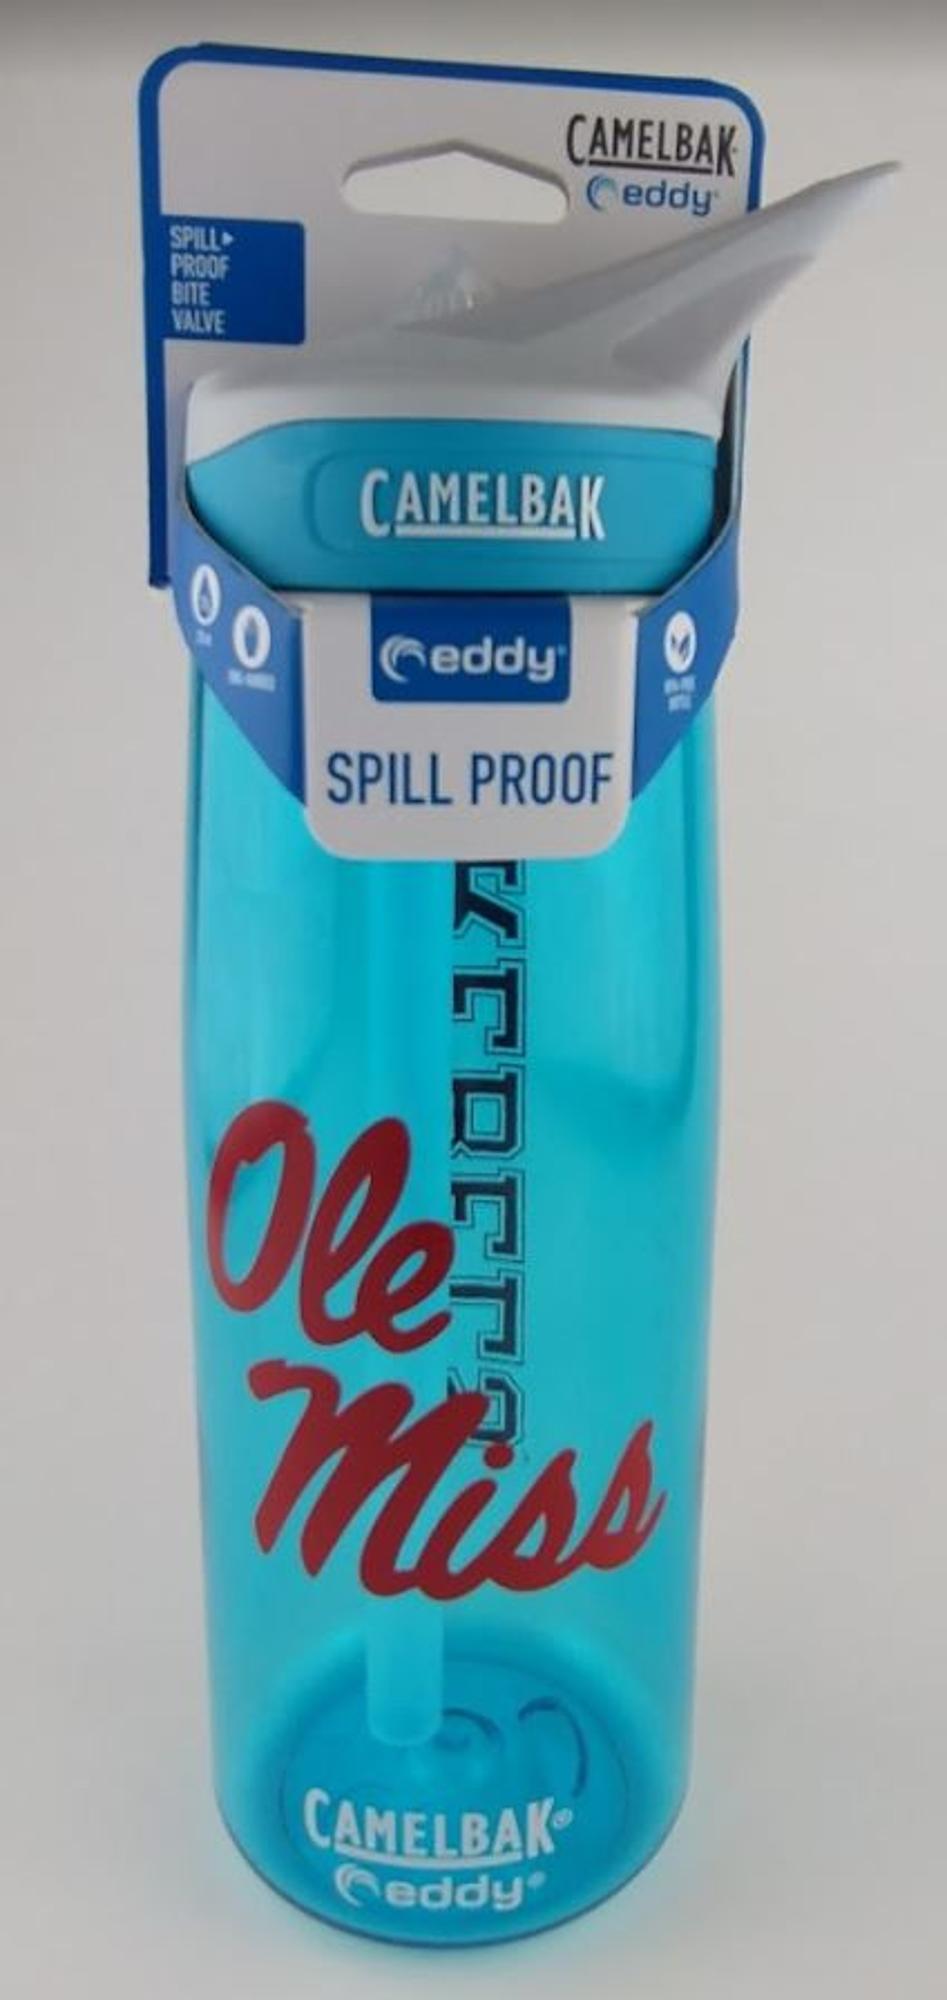 CAMELBAK
eddy
SPILL
PROOF
BITE
VALVE
CAMELBAK
eddy
SPILL PROOF
Ole
Miss
CAMELBAK®
eddy